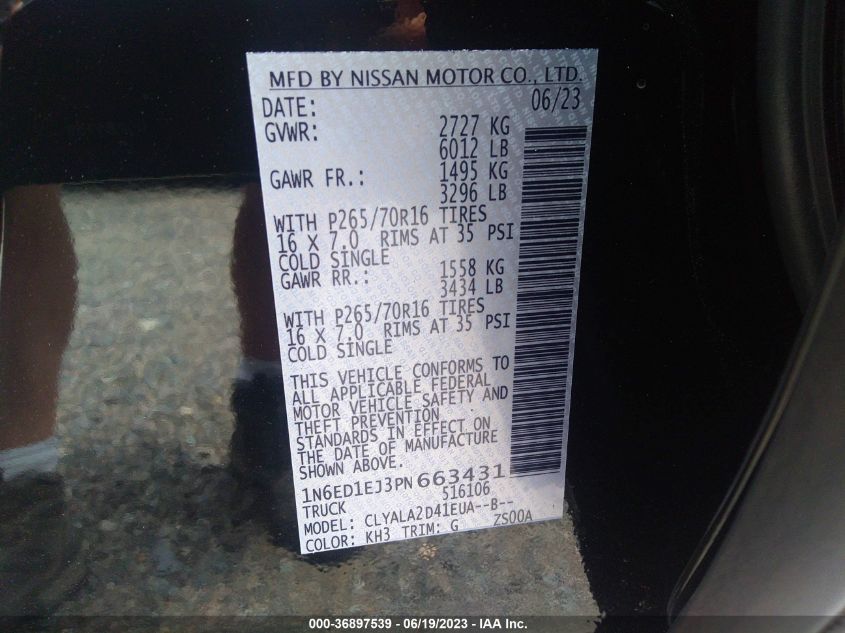 MFD BY NISSAN MOTOR CO., LTD.
DATE: 06/23
GVWR: 2727 KG
6012 LB
GAWR FR.: 1495 KG
3296 LB
WITH P265/70R16 TIRES
16 X 7.0 RIMS AT 35 PSI
COLD SINGLE
GAWR RR.: 1558 KG
3434 LB
WITH P265/70R16 TIRES
16 X 7.0 RIMS AT 35 PSI
COLD SINGLE
THIS VEHICLE CONFORMS TO
ALL APPLICABLE FEDERAL
MOTOR VEHICLE SAFETY AND
THEFT PREVENTION
STANDARDS IN EFFECT ON
THE DATE OF MANUFACTURE
SHOWN ABOVE.
1N6ED1EJ3PN663431
TRUCK 516106
MODEL: CLYALA2D41EUA--B--
COLOR: KH3 TRIM: G ZS00A
000-36897539 - 06/19/2023 - IAA Inc.